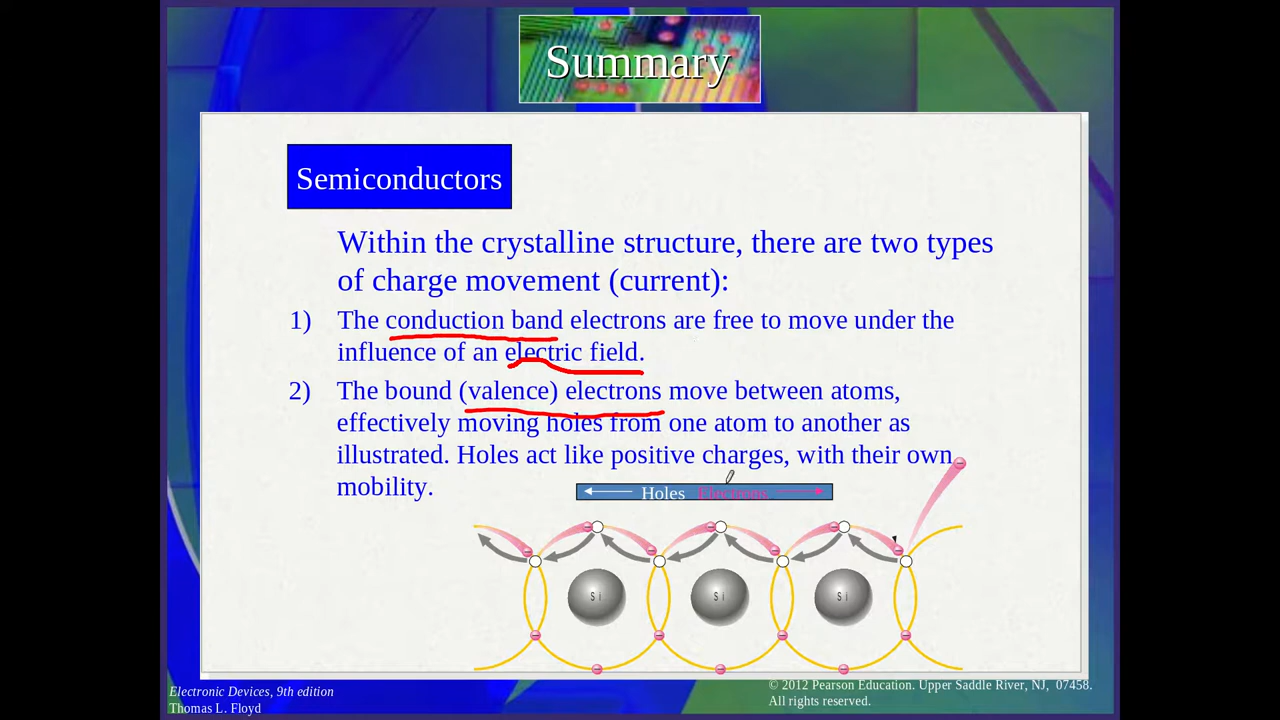 Summary
Semiconductors
Within the crystalline structure, there are two types
of charge movement (current):
1) The conduction band electrons are free to move under the
influence of an electric field.
2) The bound (valence) electrons move between atoms,
effectively moving holes from one atom to another as
illustrated. Holes act like positive charges, with their own
mobility.
Holes Electrons
Si Si Si
Electronic Devices, 9th edition
Thomas L. Floyd
© 2012 Pearson Education. Upper Saddle River, NJ, 07458.
All rights reserved.